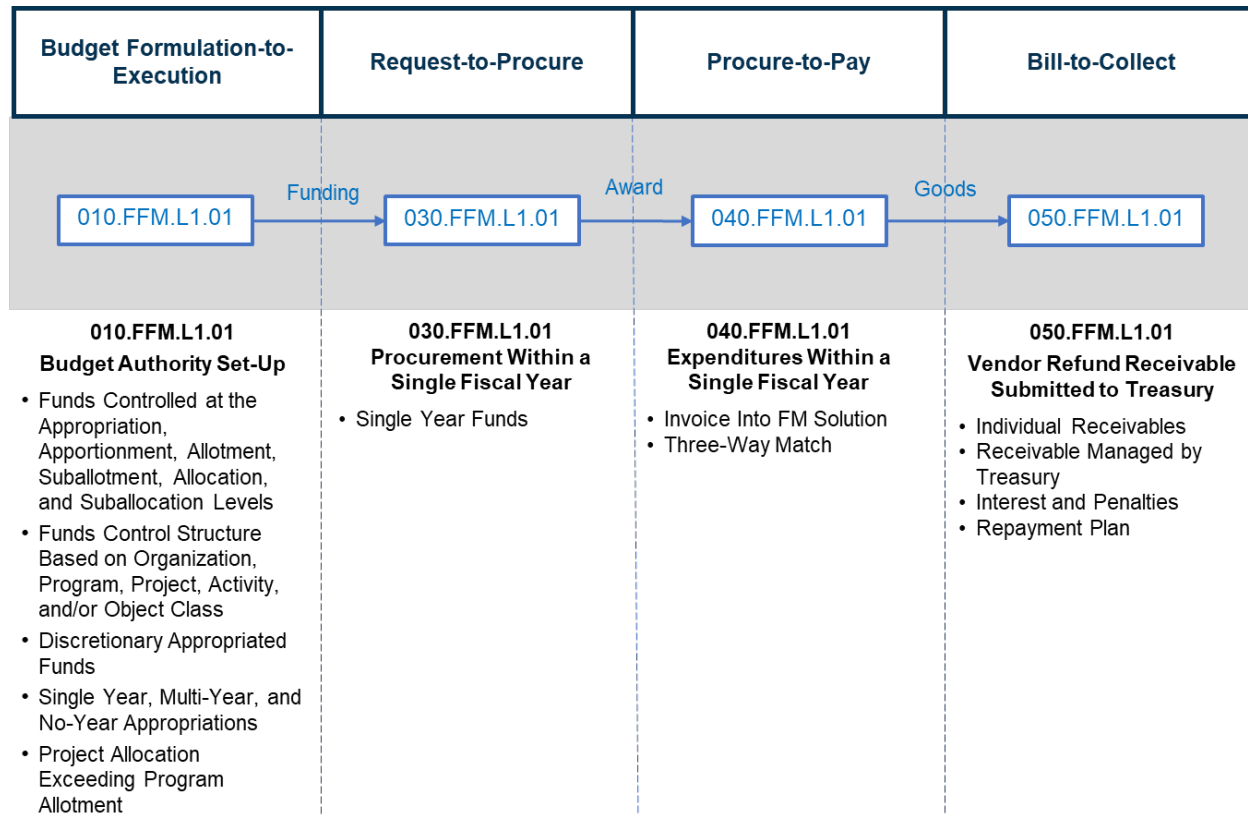 Budget Formulation-to-
Execution
Request-to-Procure
Procure-to-Pay
Bill-to-Collect
010.FFM.L1.01
Funding
030.FFM.L1.01
Award
040.FFM.L1.01
Goods
050.FFM.L1.01
010.FFM.L1.01
Budget Authority Set-Up
• Funds Controlled at the
Appropriation,
Apportionment, Allotment,
Suballotment, Allocation,
and Suballocation Levels
• Funds Control Structure
Based on Organization,
Program, Project, Activity,
and/or Object Class
• Discretionary Appropriated
Funds
• Single Year, Multi-Year, and
No-Year Appropriations
• Project Allocation
Exceeding Program
Allotment
030.FFM.L1.01
Procurement Within a
Single Fiscal Year
• Single Year Funds
040.FFM.L1.01
Expenditures Within a
Single Fiscal Year
• Invoice Into FM Solution
• Three-Way Match
050.FFM.L1.01
Vendor Refund Receivable
Submitted to Treasury
• Individual Receivables
• Receivable Managed by
Treasury
• Interest and Penalties
• Repayment Plan